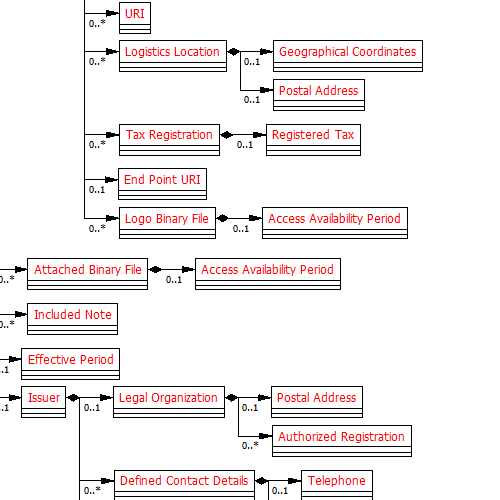 URI
0..*
Logistics Location
Geographical Coordinates
0..*
0..1
Postal Address
0..1
Tax Registration
Registered Tax
0..*
0..1
End Point URI
0..1
Logo Binary File
Access Availability Period
0..*
0..1
Attached Binary File
Access Availability Period
0..*
0..1
Included Note
0..*
Effective Period
..1
Issuer
Legal Organization
Postal Address
..1
0..1
0..1
Authorized Registration
0..*
Defined Contact Details
Telephone
0..*
0..1